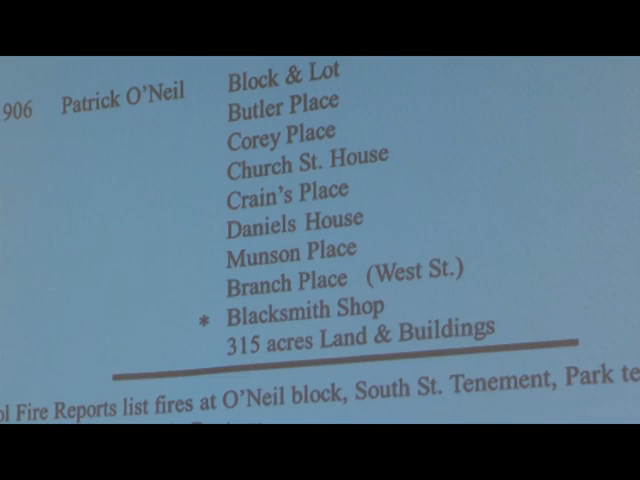 906 Patrick O'Neil Block & Lot
Butler Place
Corey Place
Church St. House
Crain's Place
Daniels House
Munson Place
Branch Place (West St.)
* Blacksmith Shop
315 acres Land & Buildings
ol Fire Reports list fires at O'Neil block, South St. Tenement, Park te